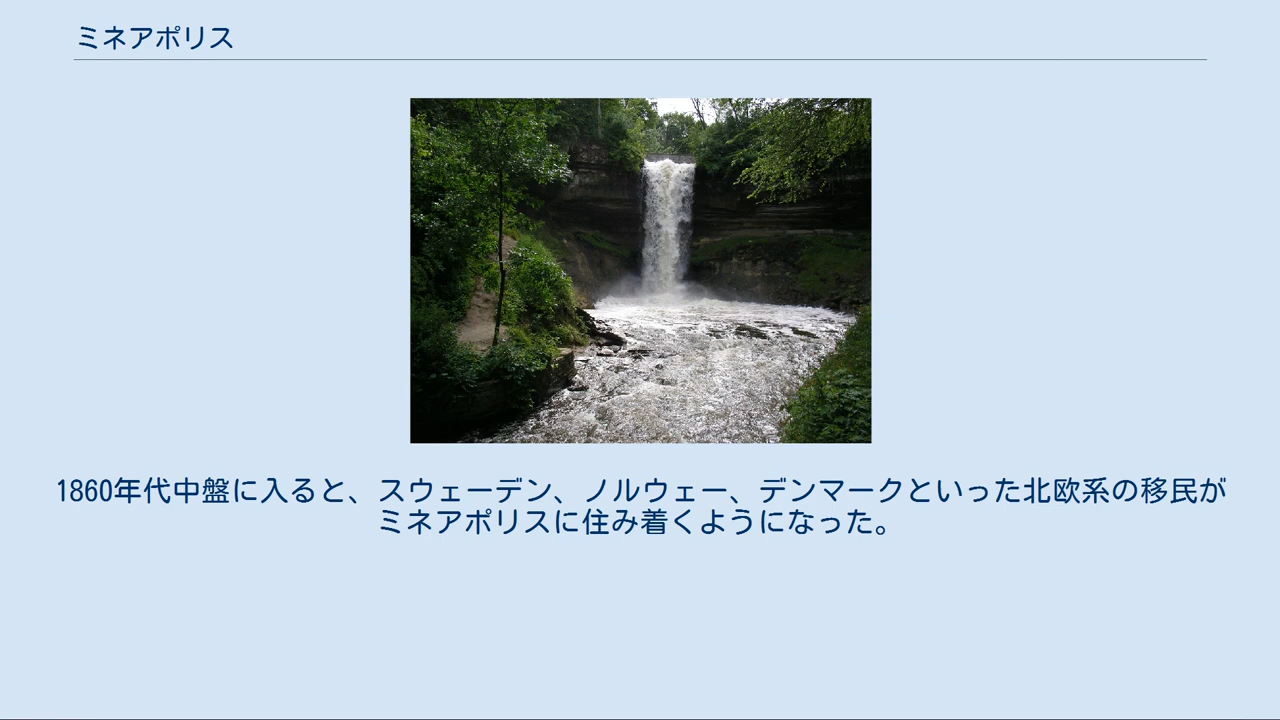 ミネアポリス
1860年代中盤に入ると、スウェーデン、ノルウェー、デンマークといった北欧系の移民が
ミネアポリスに住み着くようになった。